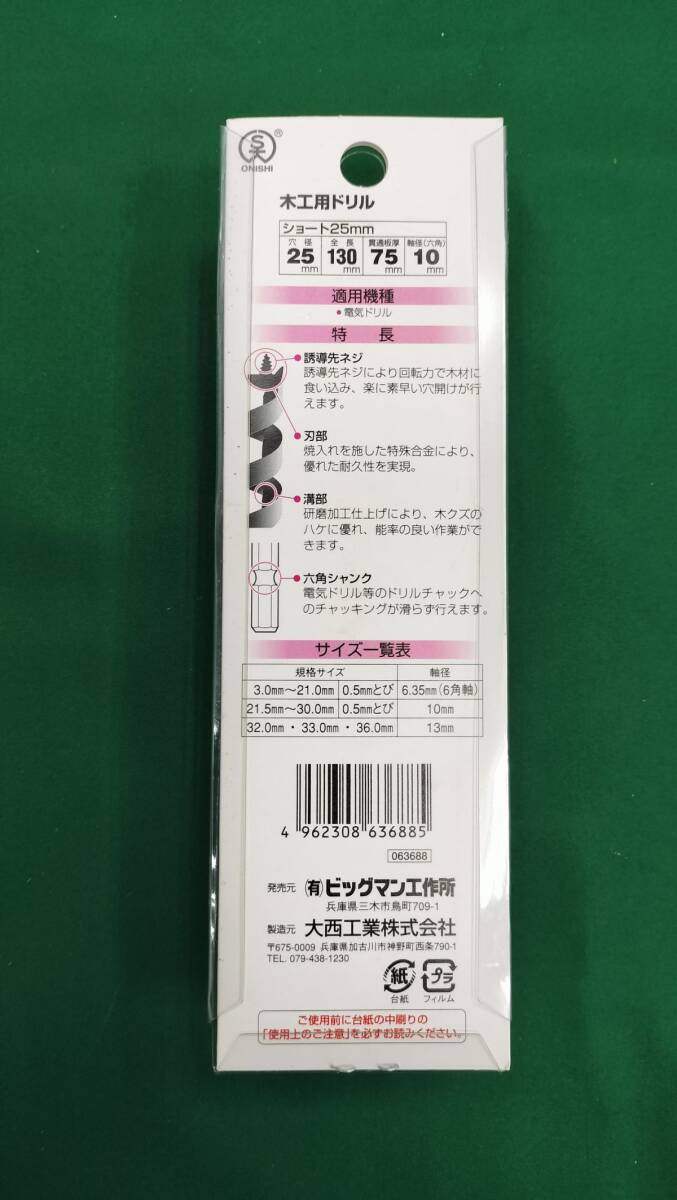 ONISHI
®
木工用ドリル
ショート25mm
穴径 全長 貫通板厚 軸径(六角)
25mm 130mm 75mm 10mm
適用機種
●電気ドリル
特長
●誘導先ネジ
誘導先ネジにより回転力で木材に
食い込み、楽に素早い穴開けが行
えます。
●刃部
焼入れを施した特殊合金により、
優れた耐久性を実現。
●溝部
研磨加工仕上げにより、木クズの
ハケに優れ、能率の良い作業がで
きます。
●六角シャンク
電気ドリル等のドリルチャックへ
のチャッキングが滑らず行えます。
サイズ一覧表
規格サイズ 軸径
3.0mm～21.0mm 0.5mmとび 6.35mm(6角軸)
21.5mm～30.0mm 0.5mmとび 10mm
32.0mm・33.0mm・36.0mm 13mm
4 962308 636885
063688
発売元 (有)ビッグマン工作所
兵庫県三木市鳥町709-1
製造元 大西工業株式会社
〒675-0009 兵庫県加古川市神野町西条790-1
TEL. 079-438-1230
紙 プラ
台紙 フィルム
ご使用前に台紙の中刷りの
「使用上のご注意」を必ずお読みください。